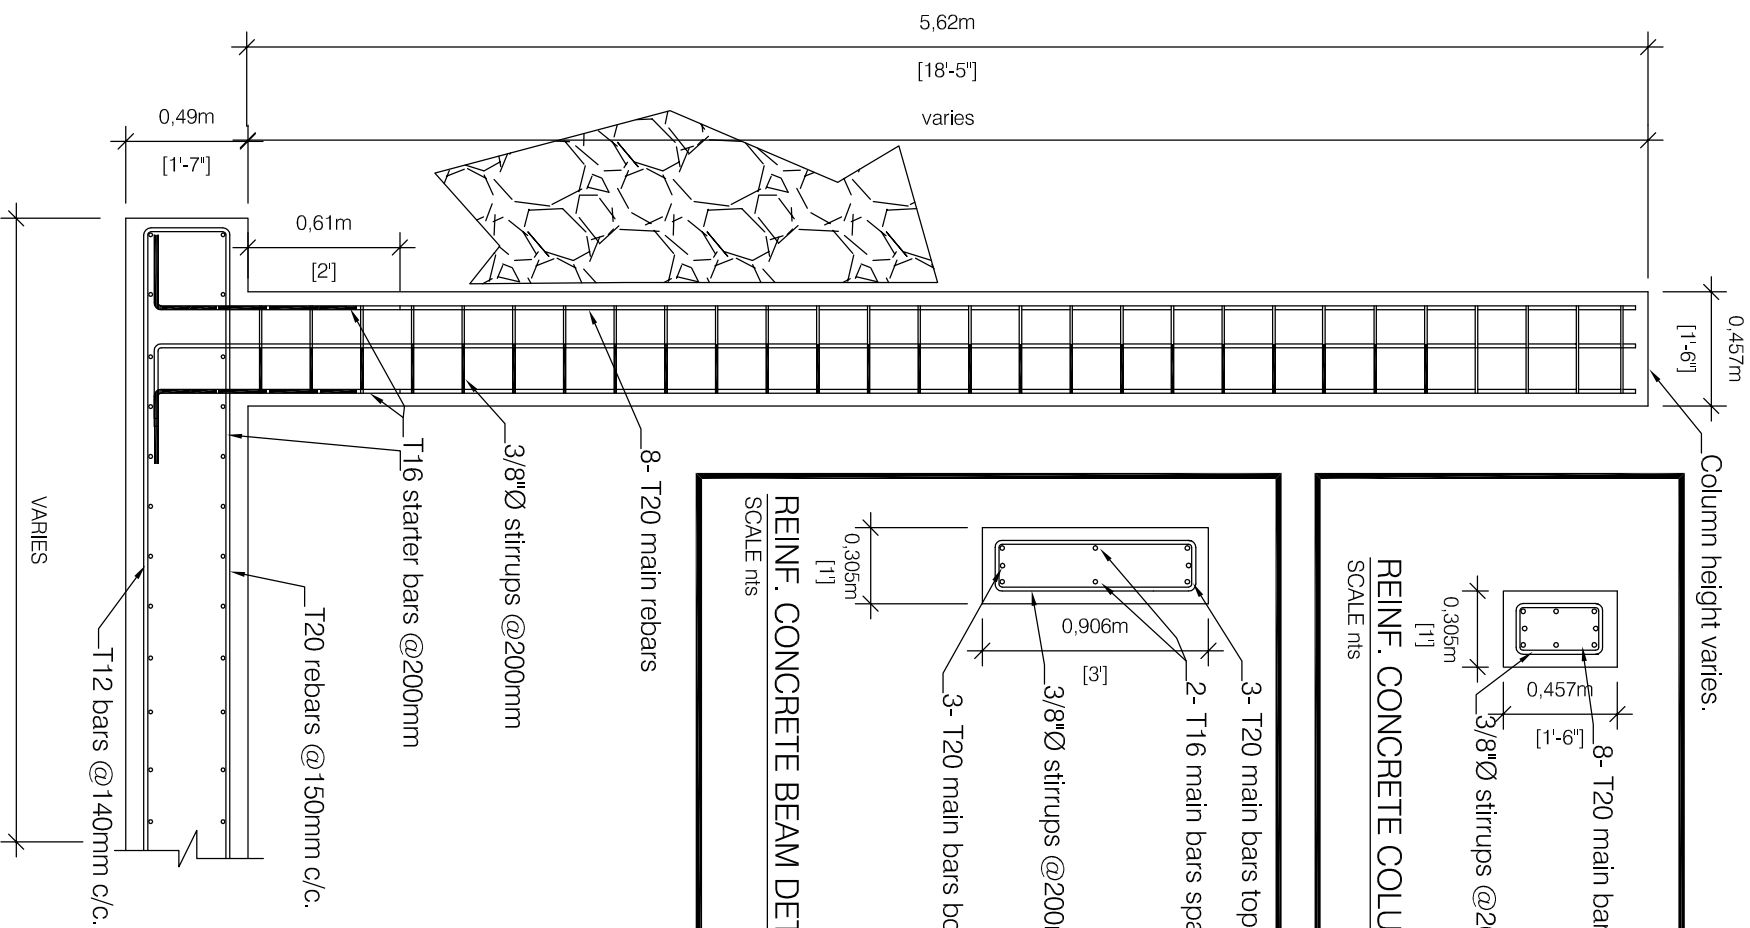 5,62m
[18'-5"]
varies
0,49m
[1'-7"]
0,61m
[2']
0,457m
[1'-6"]
Column height varies.
8- T20 main rebars
3/8"Ø stirrups @200mm
T16 starter bars @200mm
T20 rebars @150mm c/c.
T12 bars @140mm c/c.
VARIES
0,305m
[1']
0,457m
[1'-6"]
8- T20 main bar
3/8"Ø stirrups @20
REINF. CONCRETE COLU
SCALE nts
0,305m
[1']
0,906m
[3']
3- T20 main bars top
2- T16 main bars spa
3/8"Ø stirrups @200m
3- T20 main bars bo
REINF. CONCRETE BEAM DET
SCALE nts